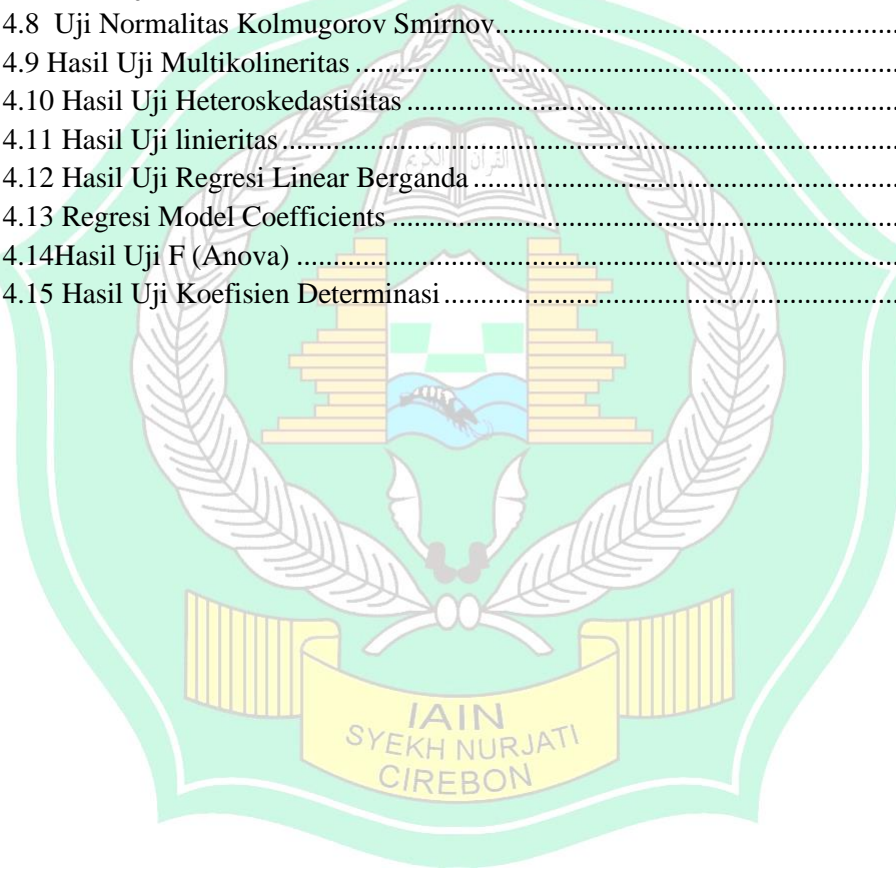 4.8 Uji Normalitas Kolmugorov Smirnov....................................................................
4.9 Hasil Uji Multikolineritas....................................................................
4.10 Hasil Uji Heteroskedastisitas....................................................................
4.11 Hasil Uji linieritas....................................................................
4.12 Hasil Uji Regresi Linear Berganda....................................................................
4.13 Regresi Model Coefficients....................................................................
4.14Hasil Uji F (Anova)....................................................................
4.15 Hasil Uji Koefisien Determinasi....................................................................
القرآن الكريم
IAIN
SYEKH NURJATI
CIREBON